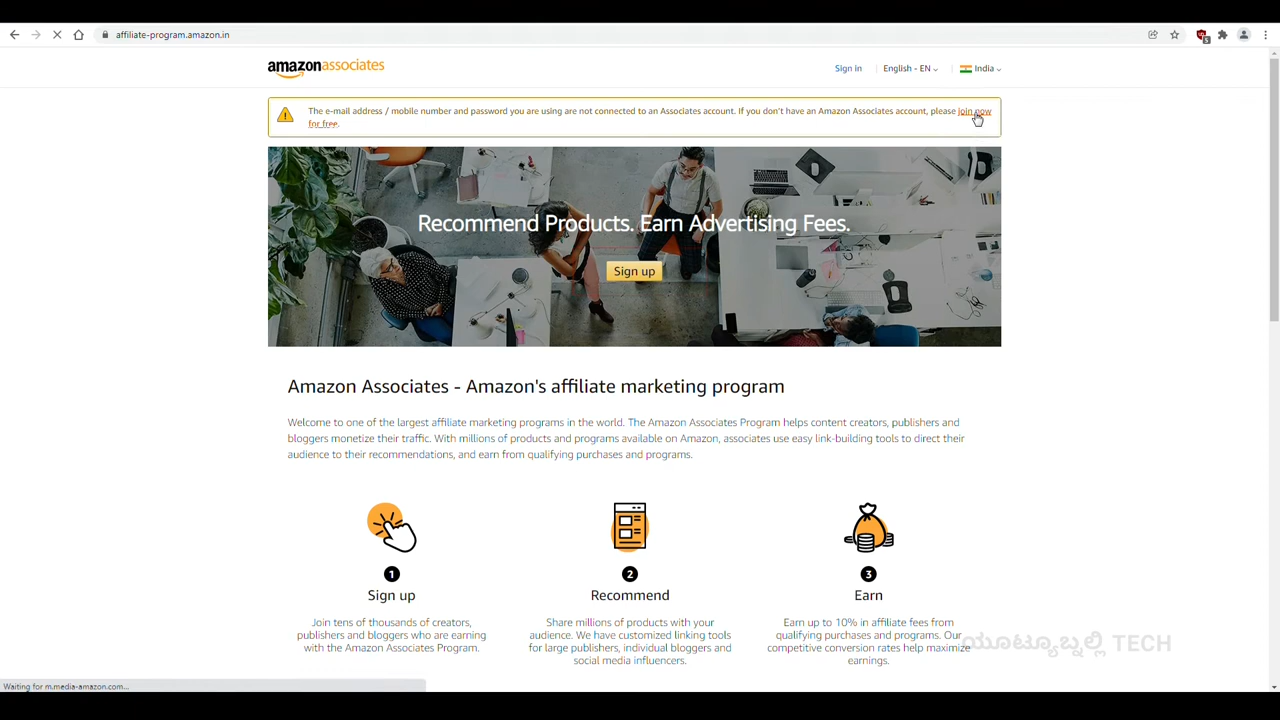 affiliate-program.amazon.in
amazonassociates
Sign in
English - EN
India
The e-mail address / mobile number and password you are using are not connected to an Associates account. If you don't have an Amazon Associates account, please join now
for free.
Recommend Products. Earn Advertising Fees.
Sign up
Amazon Associates - Amazon's affiliate marketing program
Welcome to one of the largest affiliate marketing programs in the world. The Amazon Associates Program helps content creators, publishers and
bloggers monetize their traffic. With millions of products and programs available on Amazon, associates use easy link-building tools to direct their
audience to their recommendations, and earn from qualifying purchases and programs.
1
Sign up
Join tens of thousands of creators,
publishers and bloggers who are earning
with the Amazon Associates Program.
2
Recommend
Share millions of products with your
audience. We have customized linking tools
for large publishers, individual bloggers and
social media influencers.
3
Earn
Earn up to 10% in affiliate fees from
qualifying purchases and programs. Our
competitive conversion rates help maximize
earnings.
ಯೂಟ್ಯೂಬ್ನಲ್ಲಿ TECH
Waiting for m.media-amazon.com...